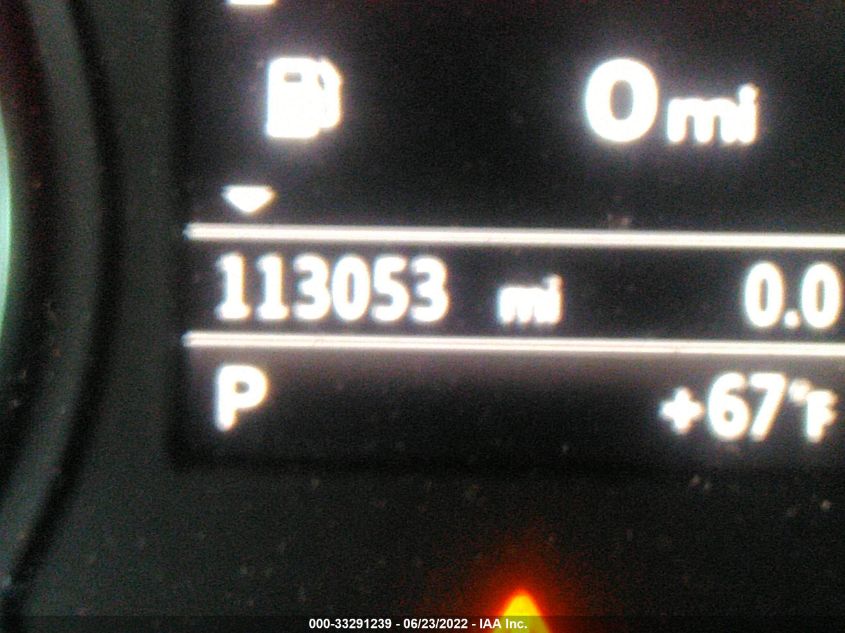 0 mi
113053 mi 0.0
P +67°F
000-33291239 - 06/23/2022 - IAA Inc.